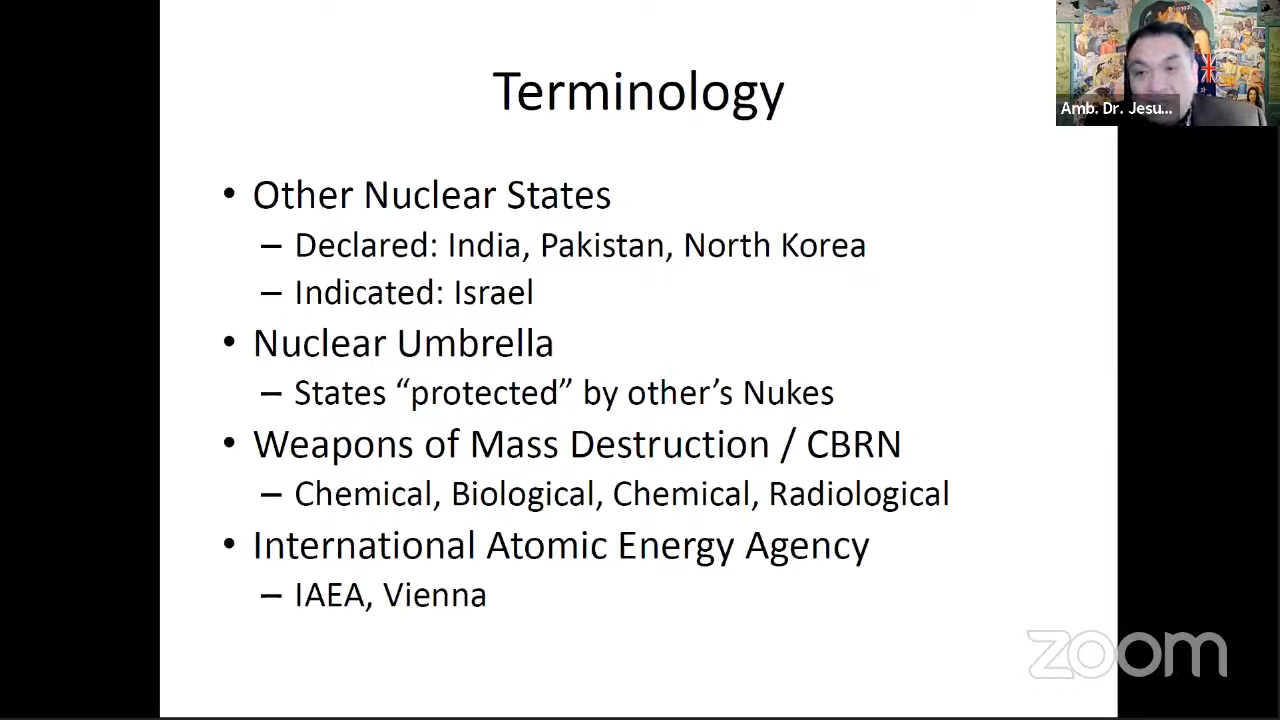 Terminology
Amb. Dr. Jesu...
• Other Nuclear States
– Declared: India, Pakistan, North Korea
– Indicated: Israel
• Nuclear Umbrella
– States “protected” by other’s Nukes
• Weapons of Mass Destruction / CBRN
– Chemical, Biological, Chemical, Radiological
• International Atomic Energy Agency
– IAEA, Vienna
zoom